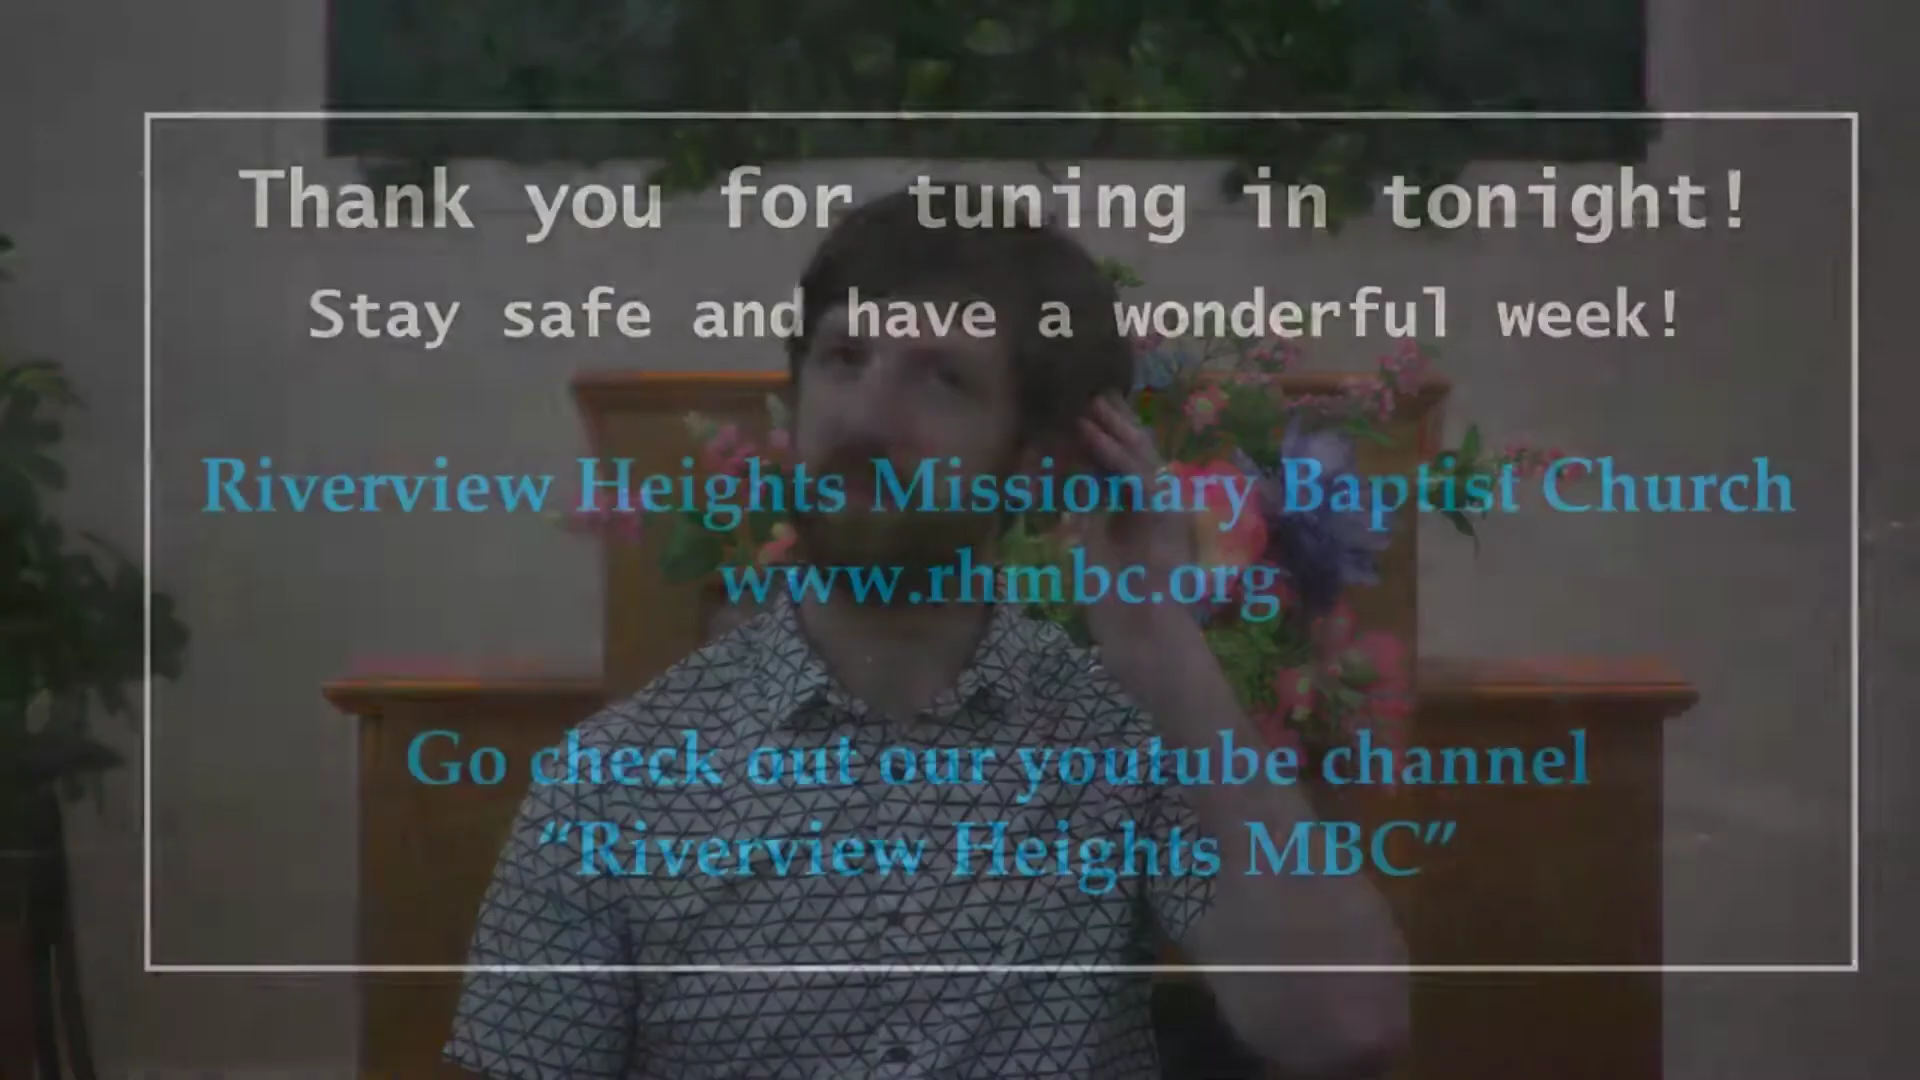 Thank you for tuning in tonight!
Stay safe and have a wonderful week!
Riverview Heights Missionary Baptist Church
www.rhmbc.org
Go check out our youtube channel
“Riverview Heights MBC”